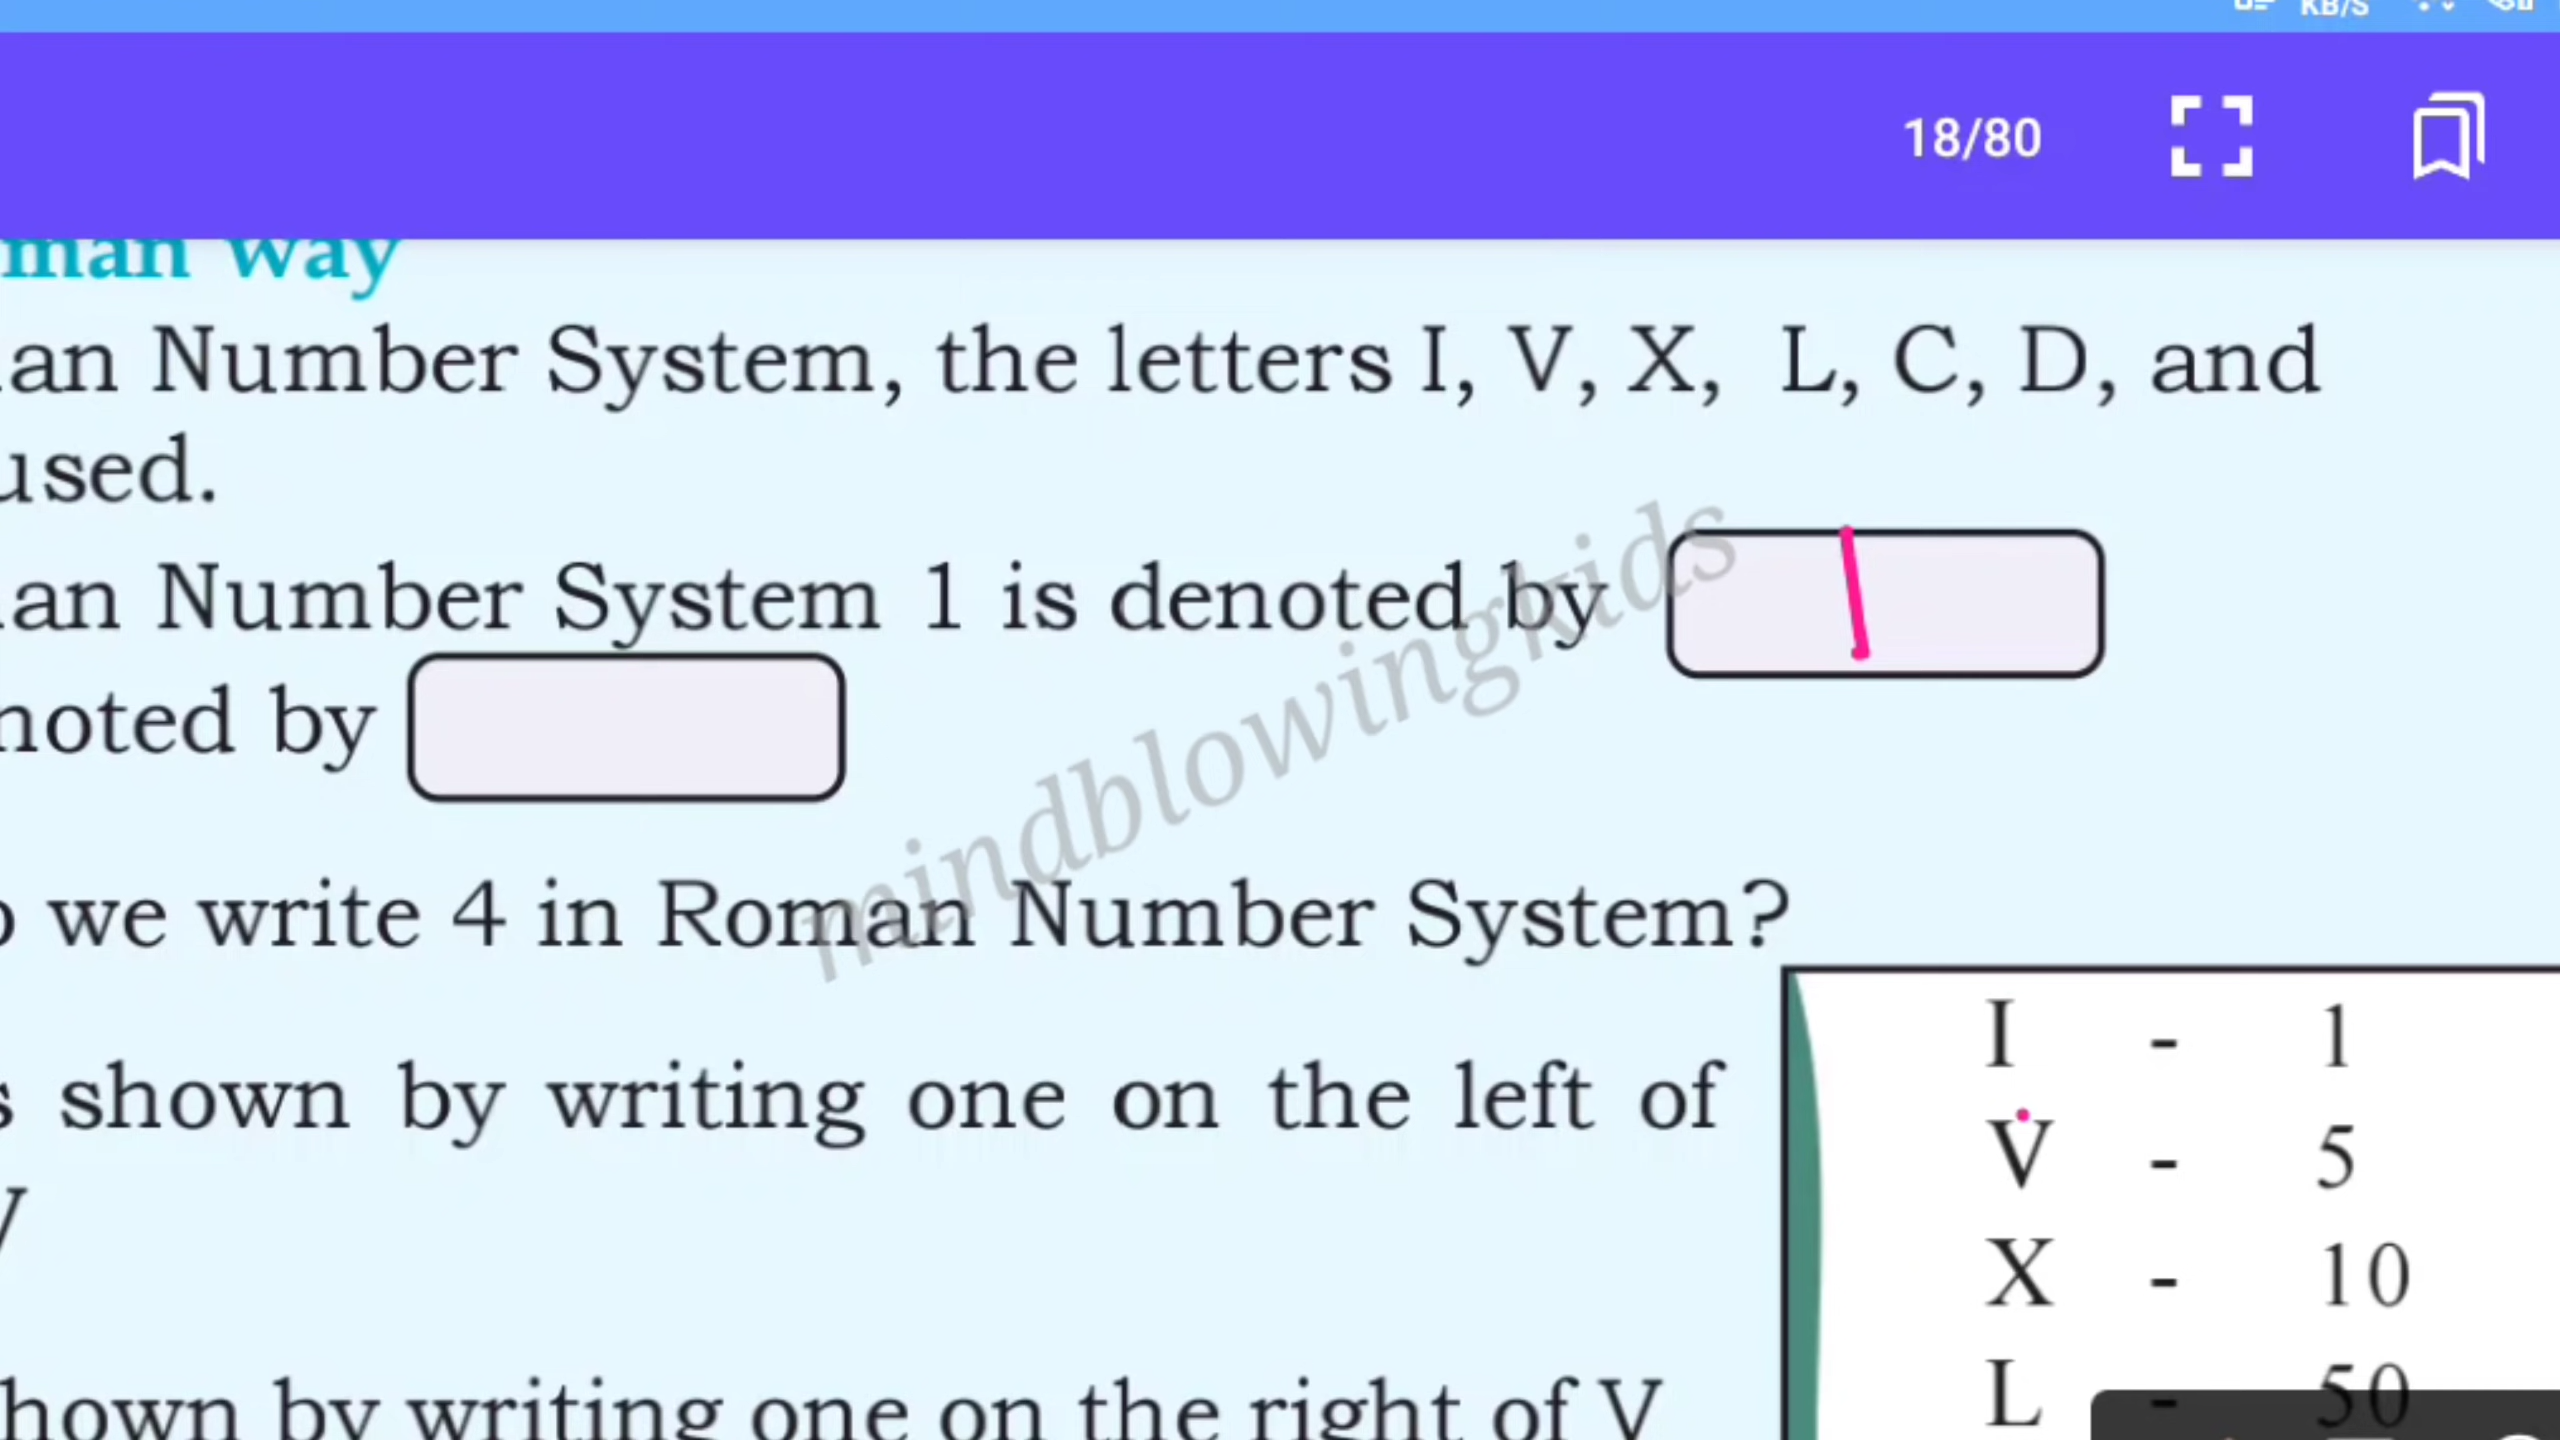 KB/S
18/80
man way
an Number System, the letters I, V, X, L, C, D, and
used.
an Number System 1 is denoted by I
noted by
mindblowingkids
we write 4 in Roman Number System?
s shown by writing one on the left of
V
hown by writing one on the right of V
I - 1
V - 5
X - 10
L - 50